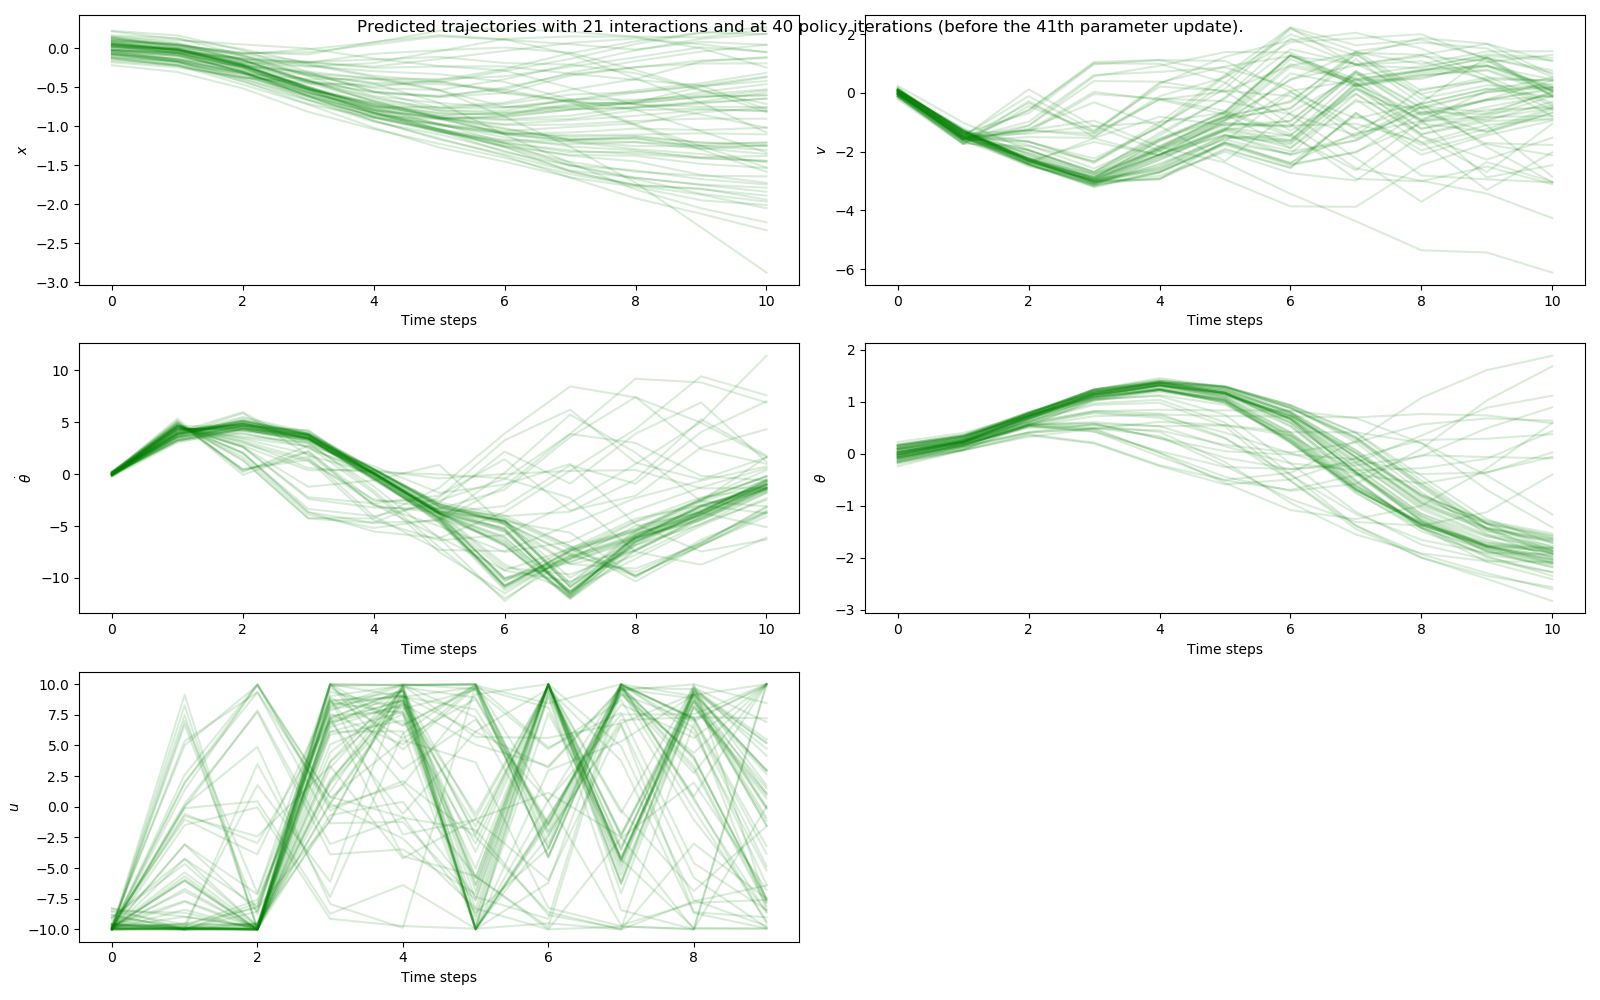 Predicted trajectories with 21 interactions and at 40 policy iterations (before the 41th parameter update).
0.0
−0.5
−1.0
−1.5
−2.0
−2.5
−3.0
x
0 2 4 6 8 10
Time steps
2
0
−2
−4
−6
v
0 2 4 6 8 10
Time steps
10
5
0
−5
−10
θ̇
0 2 4 6 8 10
Time steps
2
1
0
−1
−2
−3
θ
0 2 4 6 8 10
Time steps
10.0
7.5
5.0
2.5
0.0
−2.5
−5.0
−7.5
−10.0
u
0 2 4 6 8
Time steps